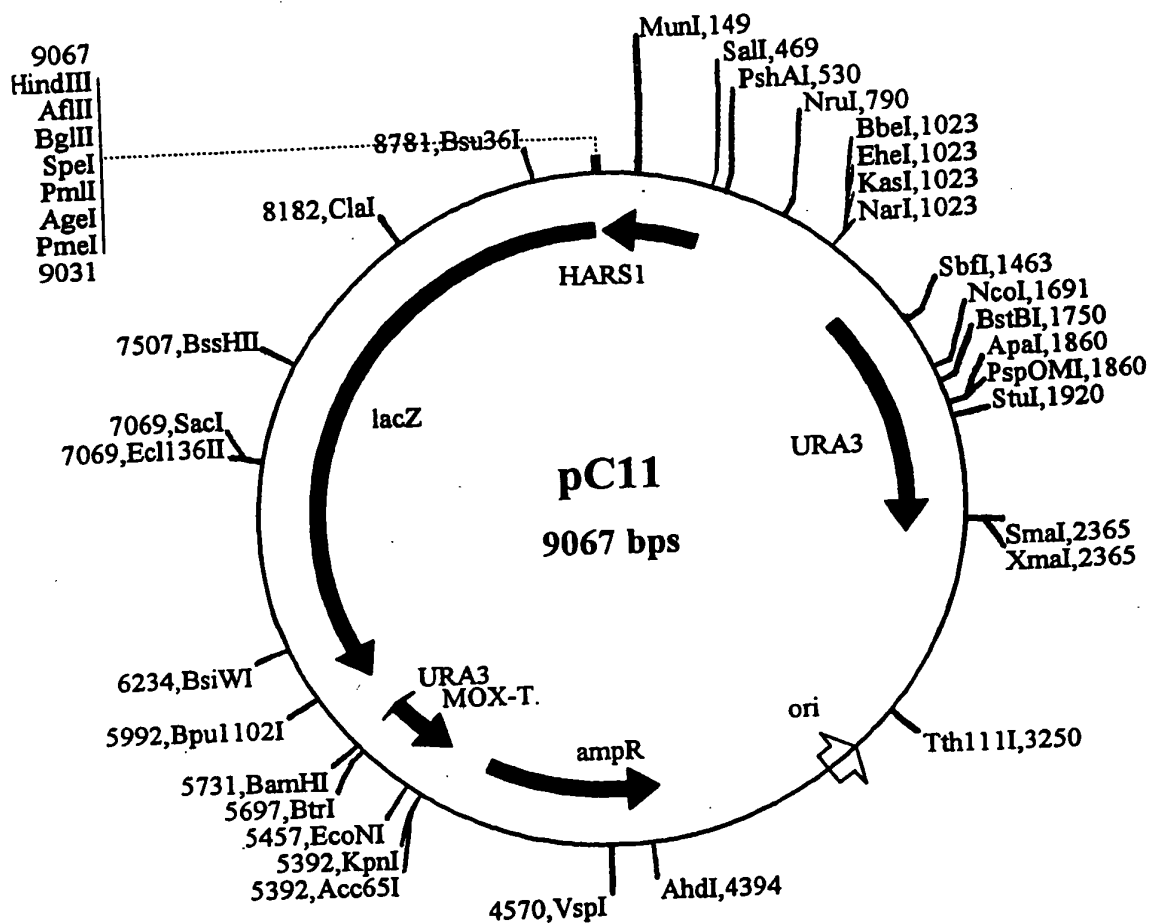 MunI,149
SalI,469
PshAI,530
NruI,790
BbeI,1023
EheI,1023
KasI,1023
NarI,1023
SbfI,1463
NcoI,1691
BstBI,1750
ApaI,1860
PspOMI,1860
StuI,1920
SmaI,2365
XmaI,2365
Tth111I,3250
AhdI,4394
4570,VspI
5392,Acc65I
5392,KpnI
5457,EcoNI
5697,BtrI
5731,BamHI
5992,Bpu1102I
6234,BsiWI
7069,Ecl136II
7069,SacI
7507,BssHII
8182,ClaI
8781,Bsu36I
9067
HindIII
AflII
BglII
SpeI
PmlI
AgeI
PmeI
9031
HARS1
lacZ
URA3
pC11
9067 bps
URA3
MOX-T.
ampR
ori